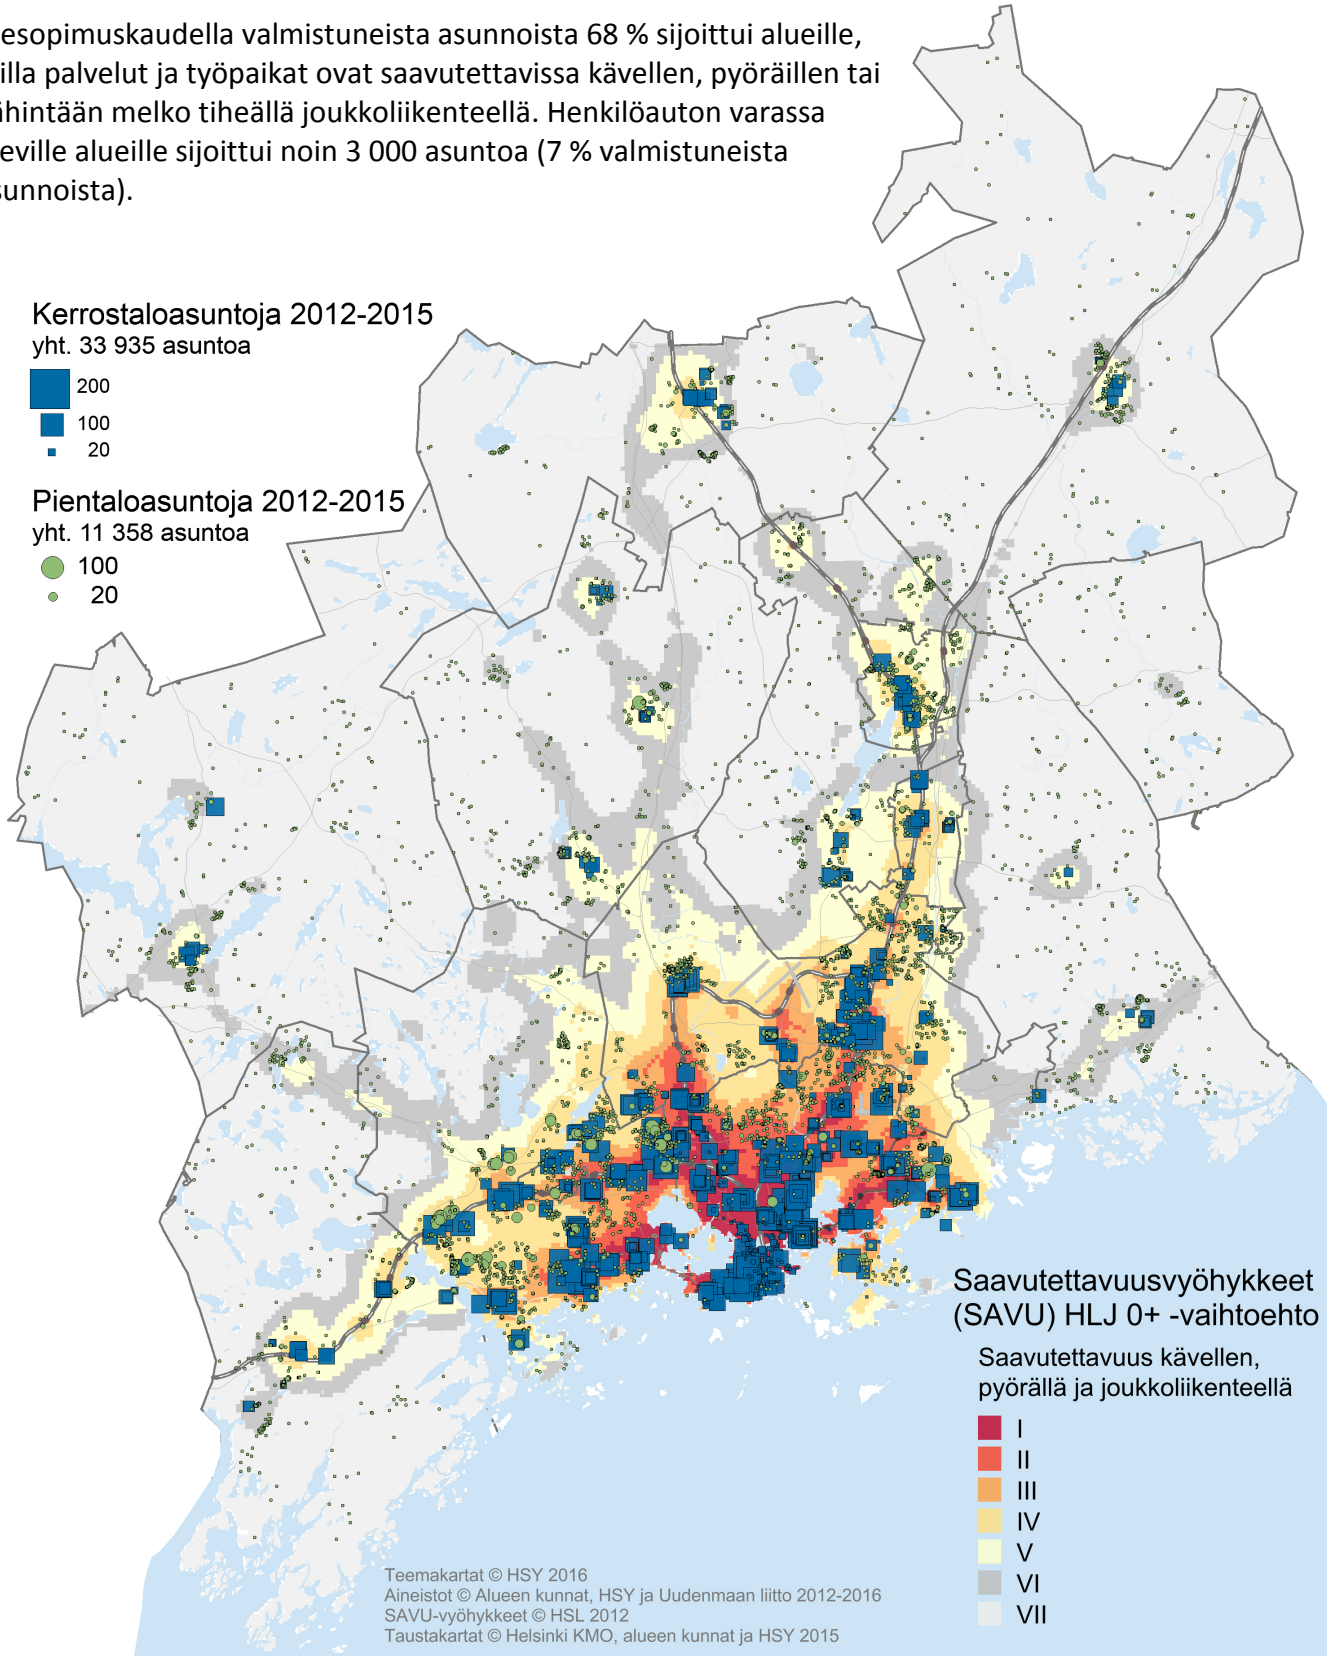 esopimuskaudella valmistuneista asunnoista 68 % sijoittui alueille,
illa palvelut ja työpaikat ovat saavutettavissa kävellen, pyöräillen tai
ähintään melko tiheällä joukkoliikenteellä. Henkilöauton varassa
eville alueille sijoittui noin 3 000 asuntoa (7 % valmistuneista
sunnoista).
Kerrostaloasuntoja 2012-2015
yht. 33 935 asuntoa
200
100
20
Pientaloasuntoja 2012-2015
yht. 11 358 asuntoa
100
20
Saavutettavuusvyöhykkeet
(SAVU) HLJ 0+ -vaihtoehto
Saavutettavuus kävellen,
pyörällä ja joukkoliikenteellä
I
II
III
IV
V
VI
VII
Teemakartat © HSY 2016
Aineistot © Alueen kunnat, HSY ja Uudenmaan liitto 2012-2016
SAVU-vyöhykkeet © HSL 2012
Taustakartat © Helsinki KMO, alueen kunnat ja HSY 2015